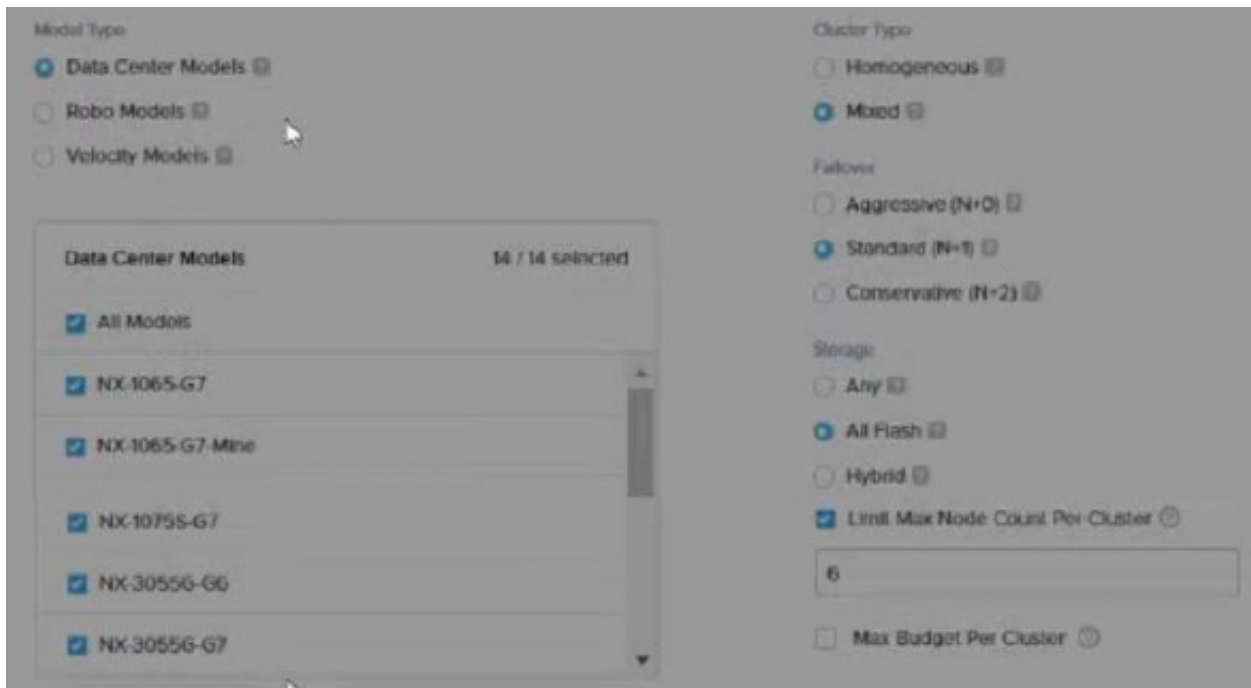 Model Type
Data Center Models
Robo Models
Velocity Models
Data Center Models 14 / 14 selected
All Models
NX-1065-G7
NX-1065-G7-Mine
NX-1075S-G7
NX-3055G-G6
NX-3055G-G7
Cluster Type
Homogeneous
Mixed
Failover
Aggressive (N+0)
Standard (N+1)
Conservative (N+2)
Storage
Any
All Flash
Hybrid
Limit Max Node Count Per Cluster
6
Max Budget Per Cluster